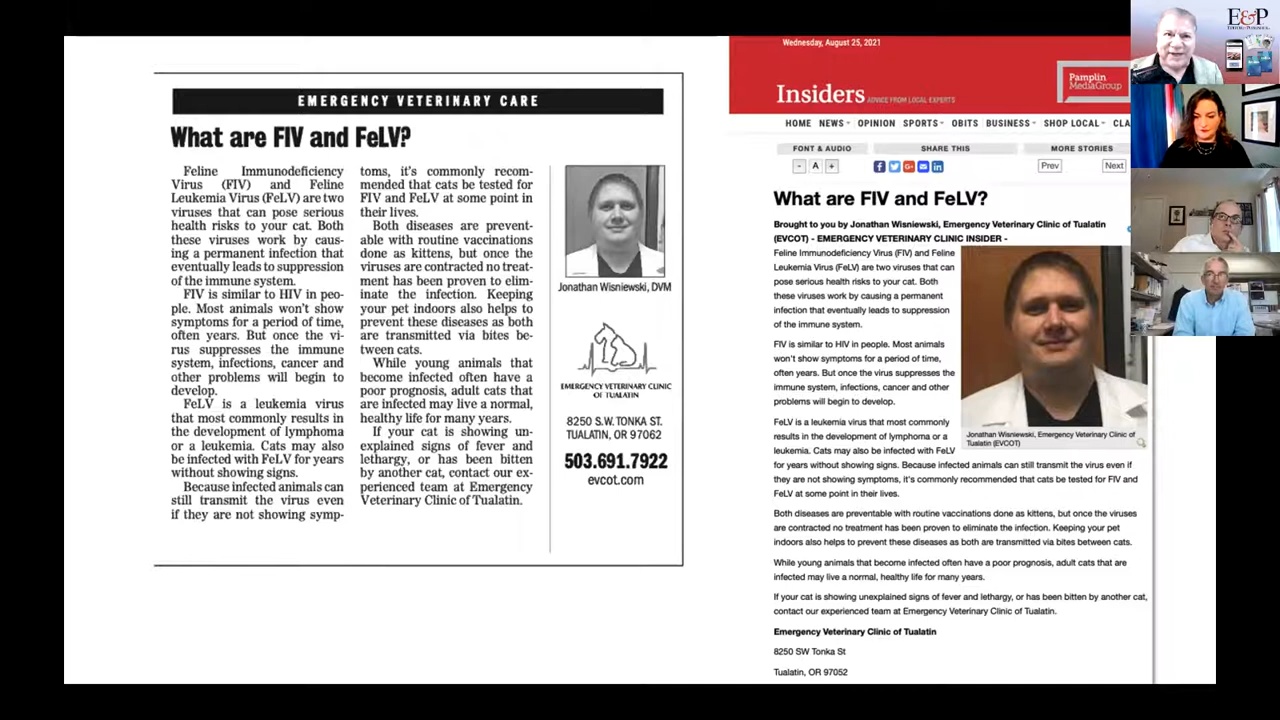 EMERGENCY VETERINARY CARE
What are FIV and FeLV?
Feline Immunodeficiency
Virus (FIV) and Feline
Leukemia Virus (FeLV) are two
viruses that can pose serious
health risks to your cat. Both
these viruses work by caus-
ing a permanent infection that
eventually leads to suppression
of the immune system.
FIV is similar to HIV in peo-
ple. Most animals won't show
symptoms for a period of time,
often years. But once the vi-
rus suppresses the immune
system, infections, cancer and
other problems will begin to
develop.
FeLV is a leukemia virus
that most commonly results in
the development of lymphoma
or a leukemia. Cats may also
be infected with FeLV for years
without showing signs.
Because infected animals can
still transmit the virus even
if they are not showing symp-
toms, it's commonly recom-
mended that cats be tested for
FIV and FeLV at some point in
their lives.
Both diseases are prevent-
able with routine vaccinations
done as kittens, but once the
viruses are contracted no treat-
ment has been proven to elim-
inate the infection. Keeping
your pet indoors also helps to
prevent these diseases as both
are transmitted via bites be-
tween cats.
While young animals that
become infected often have a
poor prognosis, adult cats that
are infected may live a normal,
healthy life for many years.
If your cat is showing un-
explained signs of fever and
lethargy, or has been bitten
by another cat, contact our ex-
perienced team at Emergency
Veterinary Clinic of Tualatin.
Jonathan Wisniewski, DVM
EMERGENCY VETERINARY CLINIC
OF TUALATIN
8250 S.W. TONKA ST.
TUALATIN, OR 97062
503.691.7922
evcot.com
Wednesday, August 25, 2021
Insiders ADVICE FROM LOCAL EXPERTS
Pamplin
MediaGroup
HOME NEWS OPINION SPORTS OBITS BUSINESS SHOP LOCAL CLA
FONT & AUDIO SHARE THIS MORE STORIES
- A + Prev Next
What are FIV and FeLV?
Brought to you by Jonathan Wisniewski, Emergency Veterinary Clinic of Tualatin
(EVCOT) - EMERGENCY VETERINARY CLINIC INSIDER -
Feline Immunodeficiency Virus (FIV) and Feline
Leukemia Virus (FeLV) are two viruses that can
pose serious health risks to your cat. Both
these viruses work by causing a permanent
infection that eventually leads to suppression
of the immune system.
FIV is similar to HIV in people. Most animals
won't show symptoms for a period of time,
often years. But once the virus suppresses the
immune system, infections, cancer and other
problems will begin to develop.
FeLV is a leukemia virus that most commonly
results in the development of lymphoma or a
leukemia. Cats may also be infected with FeLV
for years without showing signs. Because infected animals can still transmit the virus even if
they are not showing symptoms, it's commonly recommended that cats be tested for FIV and
FeLV at some point in their lives.
Jonathan Wisniewski, Emergency Veterinary Clinic of
Tualatin (EVCOT)
Both diseases are preventable with routine vaccinations done as kittens, but once the viruses
are contracted no treatment has been proven to eliminate the infection. Keeping your pet
indoors also helps to prevent these diseases as both are transmitted via bites between cats.
While young animals that become infected often have a poor prognosis, adult cats that are
infected may live a normal, healthy life for many years.
If your cat is showing unexplained signs of fever and lethargy, or has been bitten by another cat,
contact our experienced team at Emergency Veterinary Clinic of Tualatin.
Emergency Veterinary Clinic of Tualatin
8250 SW Tonka St
Tualatin, OR 97052
E&P